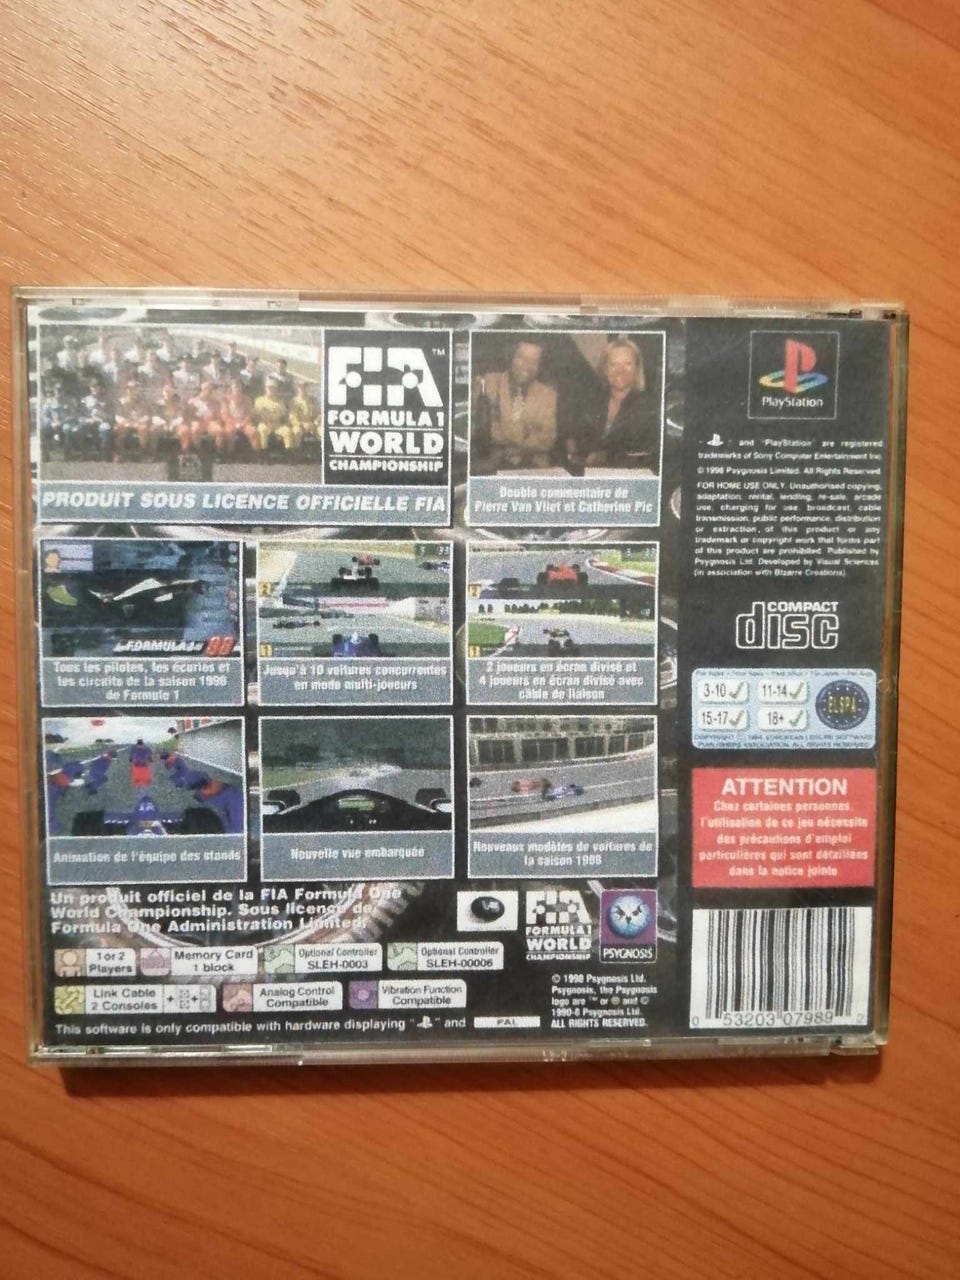 FIA™
FORMULA 1
WORLD
CHAMPIONSHIP
PRODUIT SOUS LICENCE OFFICIELLE FIA
Double commentaire de
Pierre Van Vliet et Catherine Pic
FORMULA 1 98
Tous les pilotes, les écuries et
les circuits de la saison 1998
de Formule 1
Jusqu'à 10 voitures concurrentes
en mode multi-joueurs
2 joueurs en écran divisé et
4 joueurs en écran divisé avec
câble de liaison
Animation de l'équipe des stands
Nouvelle vue embarquée
Nouveaux modèles de voitures de
la saison 1998
Un produit officiel de la FIA Formula One
World Championship. Sous licence de
Formula One Administration Limited.
FIA
FORMULA 1
WORLD
CHAMPIONSHIP
PSYGNOSIS
1 or 2
Players
Memory Card
1 block
Optional Controller
SLEH-0003
Optional Controller
SLEH-00006
Link Cable
2 Consoles
Analog Control
Compatible
Vibration Function
Compatible
This software is only compatible with hardware displaying " " and
PAL
© 1998 Psygnosis Ltd.
Psygnosis, the Psygnosis
logo are ™ or ® and ©
1990-8 Psygnosis Ltd.
ALL RIGHTS RESERVED.
PlayStation
" " and "PlayStation" are registered
trademarks of Sony Computer Entertainment Inc
© 1998 Psygnosis Limited. All Rights Reserved.
FOR HOME USE ONLY. Unauthorised copying,
adaptation, rental, lending, re-sale, arcade
use, charging for use, broadcast, cable
transmission, public performance, distribution
or extraction, of this product or any
trademark or copyright work that forms part
of this product are prohibited. Published by
Psygnosis Ltd. Developed by Visual Sciences
(in association with Bizarre Creations).
COMPACT
disc
3-10 11-14
15-17 18+
ELSPA
COPYRIGHT © 1994 EUROPEAN LEISURE SOFTWARE
PUBLISHERS ASSOCIATION. ALL RIGHTS RESERVED
ATTENTION
Chez certaines personnes,
l'utilisation de ce jeu nécessite
des précautions d'emploi
particulières qui sont détaillées
dans la notice jointe
0 53203 07989 2